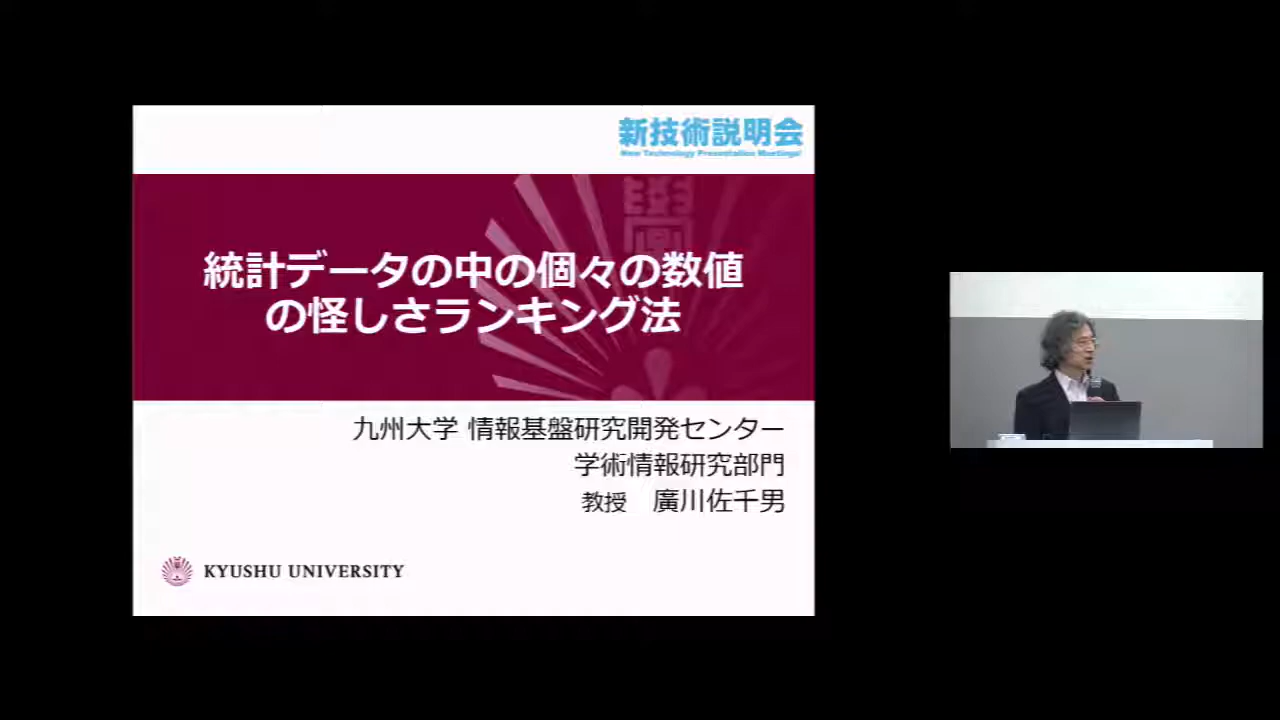 新技術説明会
New Technology Presentation Meetings!
統計データの中の個々の数値
の怪しさランキング法
九州大学 情報基盤研究開発センター
学術情報研究部門
教授 廣川佐千男
KYUSHU UNIVERSITY